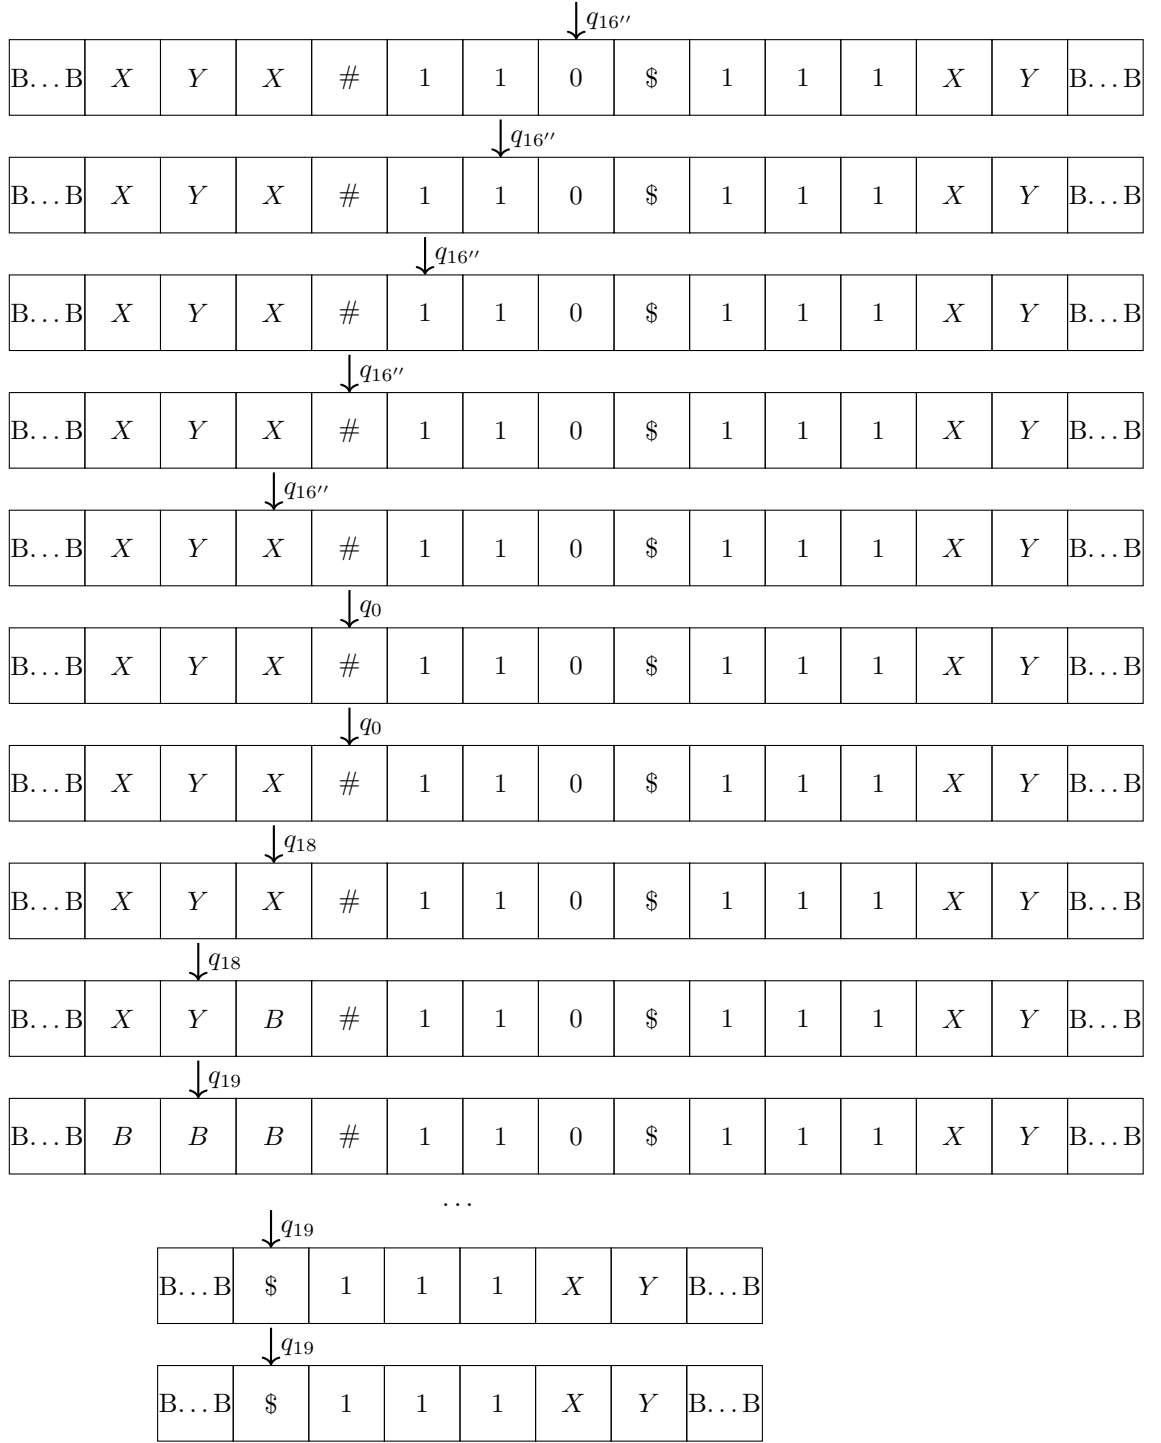 q₁₆″
B…B X Y X # 1 1 0 $ 1 1 1 X Y B…B
q₁₆″
B…B X Y X # 1 1 0 $ 1 1 1 X Y B…B
q₁₆″
B…B X Y X # 1 1 0 $ 1 1 1 X Y B…B
q₁₆″
B…B X Y X # 1 1 0 $ 1 1 1 X Y B…B
q₁₆″
B…B X Y X # 1 1 0 $ 1 1 1 X Y B…B
q₀
B…B X Y X # 1 1 0 $ 1 1 1 X Y B…B
q₀
B…B X Y X # 1 1 0 $ 1 1 1 X Y B…B
q₁₈
B…B X Y X # 1 1 0 $ 1 1 1 X Y B…B
q₁₈
B…B X Y B # 1 1 0 $ 1 1 1 X Y B…B
q₁₉
B…B B B B # 1 1 0 $ 1 1 1 X Y B…B
…
q₁₉
B…B $ 1 1 1 X Y B…B
q₁₉
B…B $ 1 1 1 X Y B…B